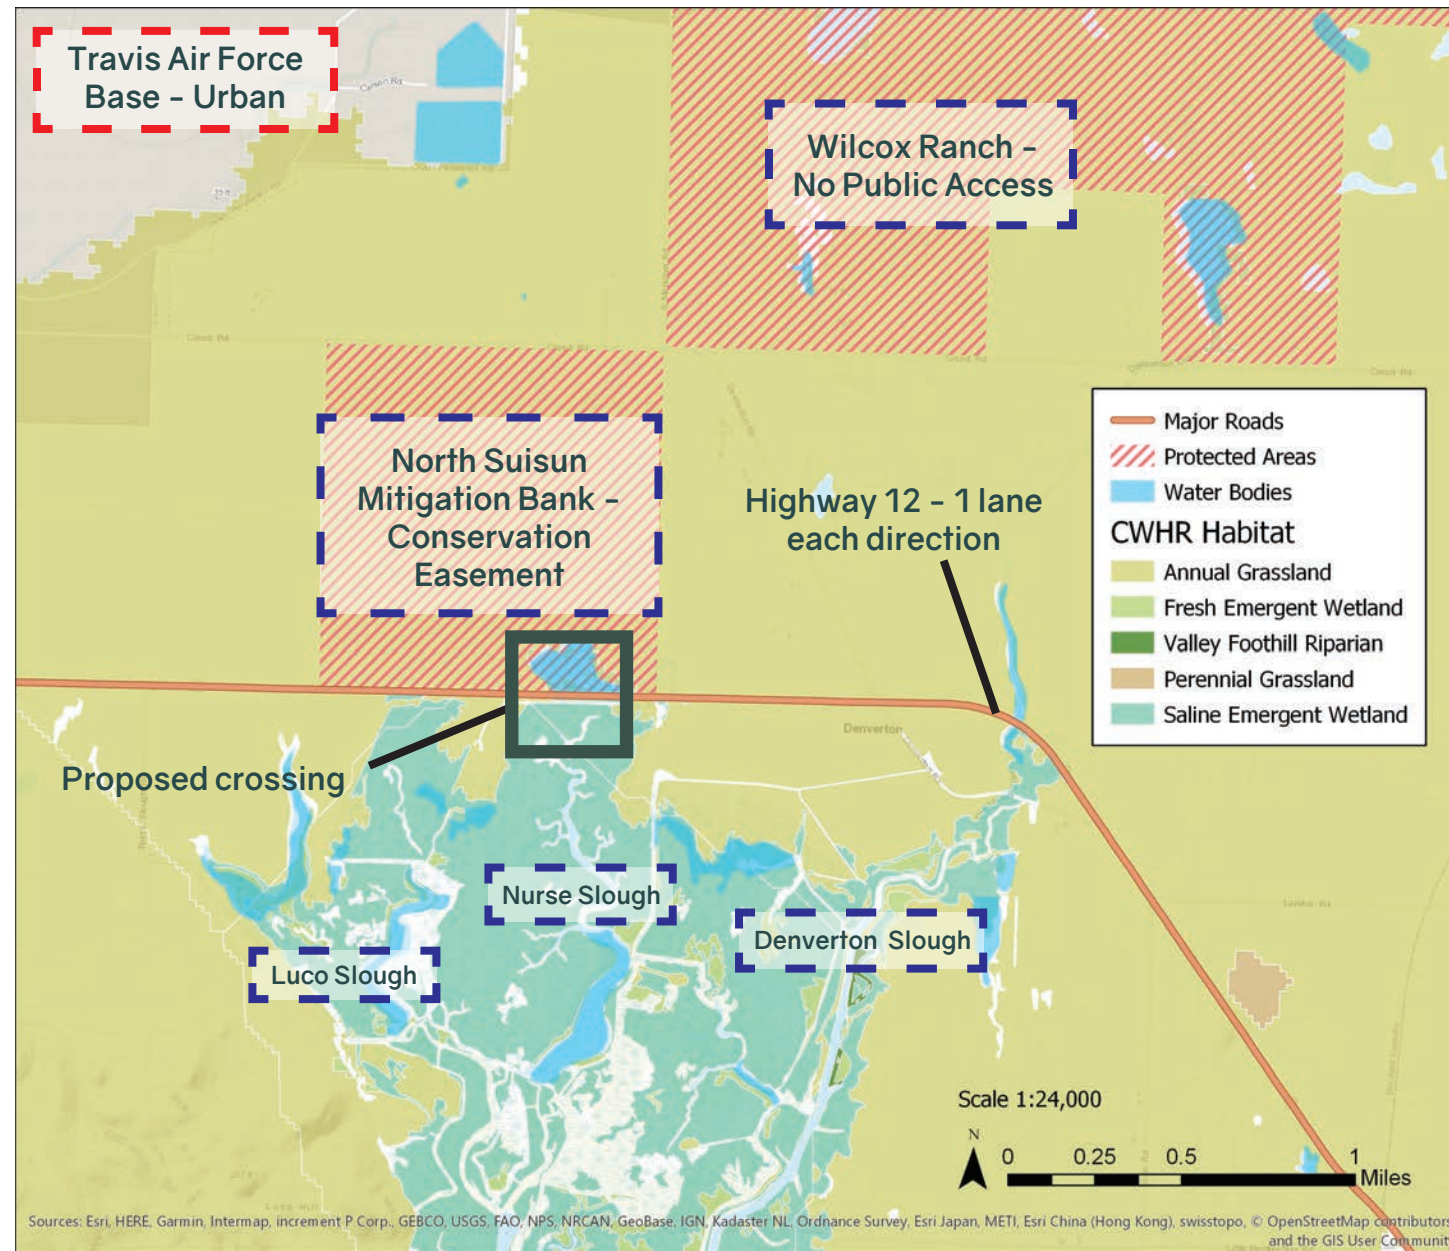 Travis Air Force
Base – Urban
Wilcox Ranch –
No Public Access
North Suisun
Mitigation Bank –
Conservation
Easement
Highway 12 – 1 lane
each direction
Major Roads
Protected Areas
Water Bodies
CWHR Habitat
Annual Grassland
Fresh Emergent Wetland
Valley Foothill Riparian
Perennial Grassland
Saline Emergent Wetland
Denverton
Proposed crossing
Nurse Slough
Denverton Slough
Luco Slough
Scale 1:24,000
N
0 0.25 0.5 1
Miles
Sources: Esri, HERE, Garmin, Intermap, increment P Corp., GEBCO, USGS, FAO, NPS, NRCAN, GeoBase, IGN, Kadaster NL, Ordnance Survey, Esri Japan, METI, Esri China (Hong Kong), swisstopo, © OpenStreetMap contributors
and the GIS User Communit